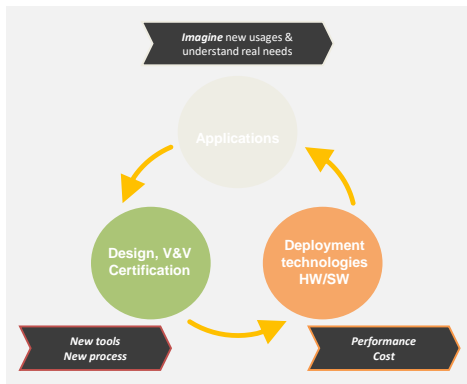 Imagine new usages &
understand real needs
Applications
Design, V&V
Certification
Deployment
technologies
HW/SW
New tools
New process
Performance
Cost